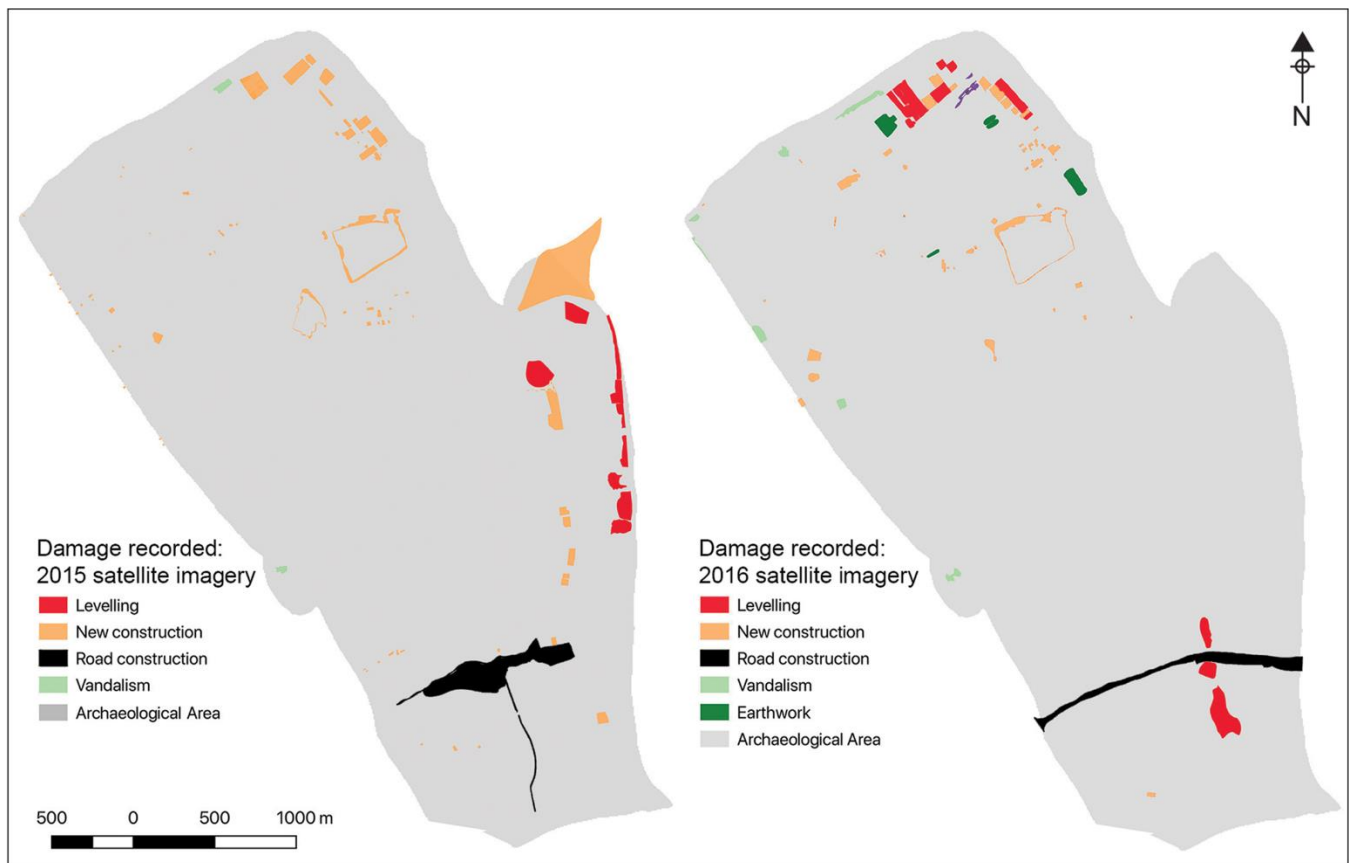 N
Damage recorded:
2015 satellite imagery
Levelling
New construction
Road construction
Vandalism
Archaeological Area
500 0 500 1000 m
Damage recorded:
2016 satellite imagery
Levelling
New construction
Road construction
Vandalism
Earthwork
Archaeological Area